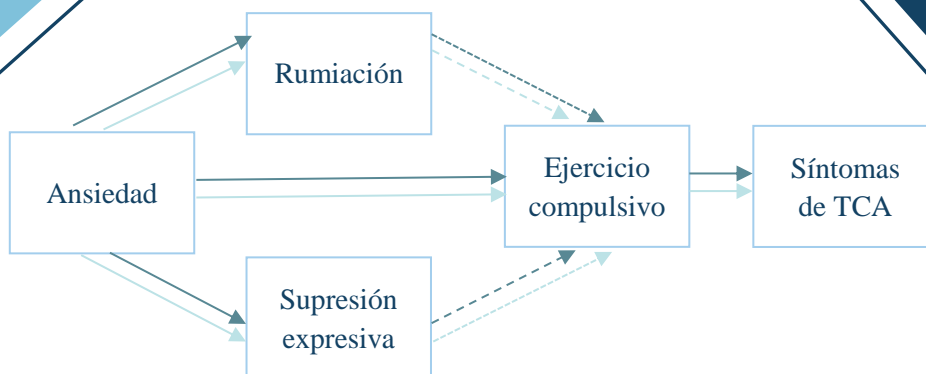 Rumiación
Ansiedad
Ejercicio
compulsivo
Síntomas
de TCA
Supresión
expresiva